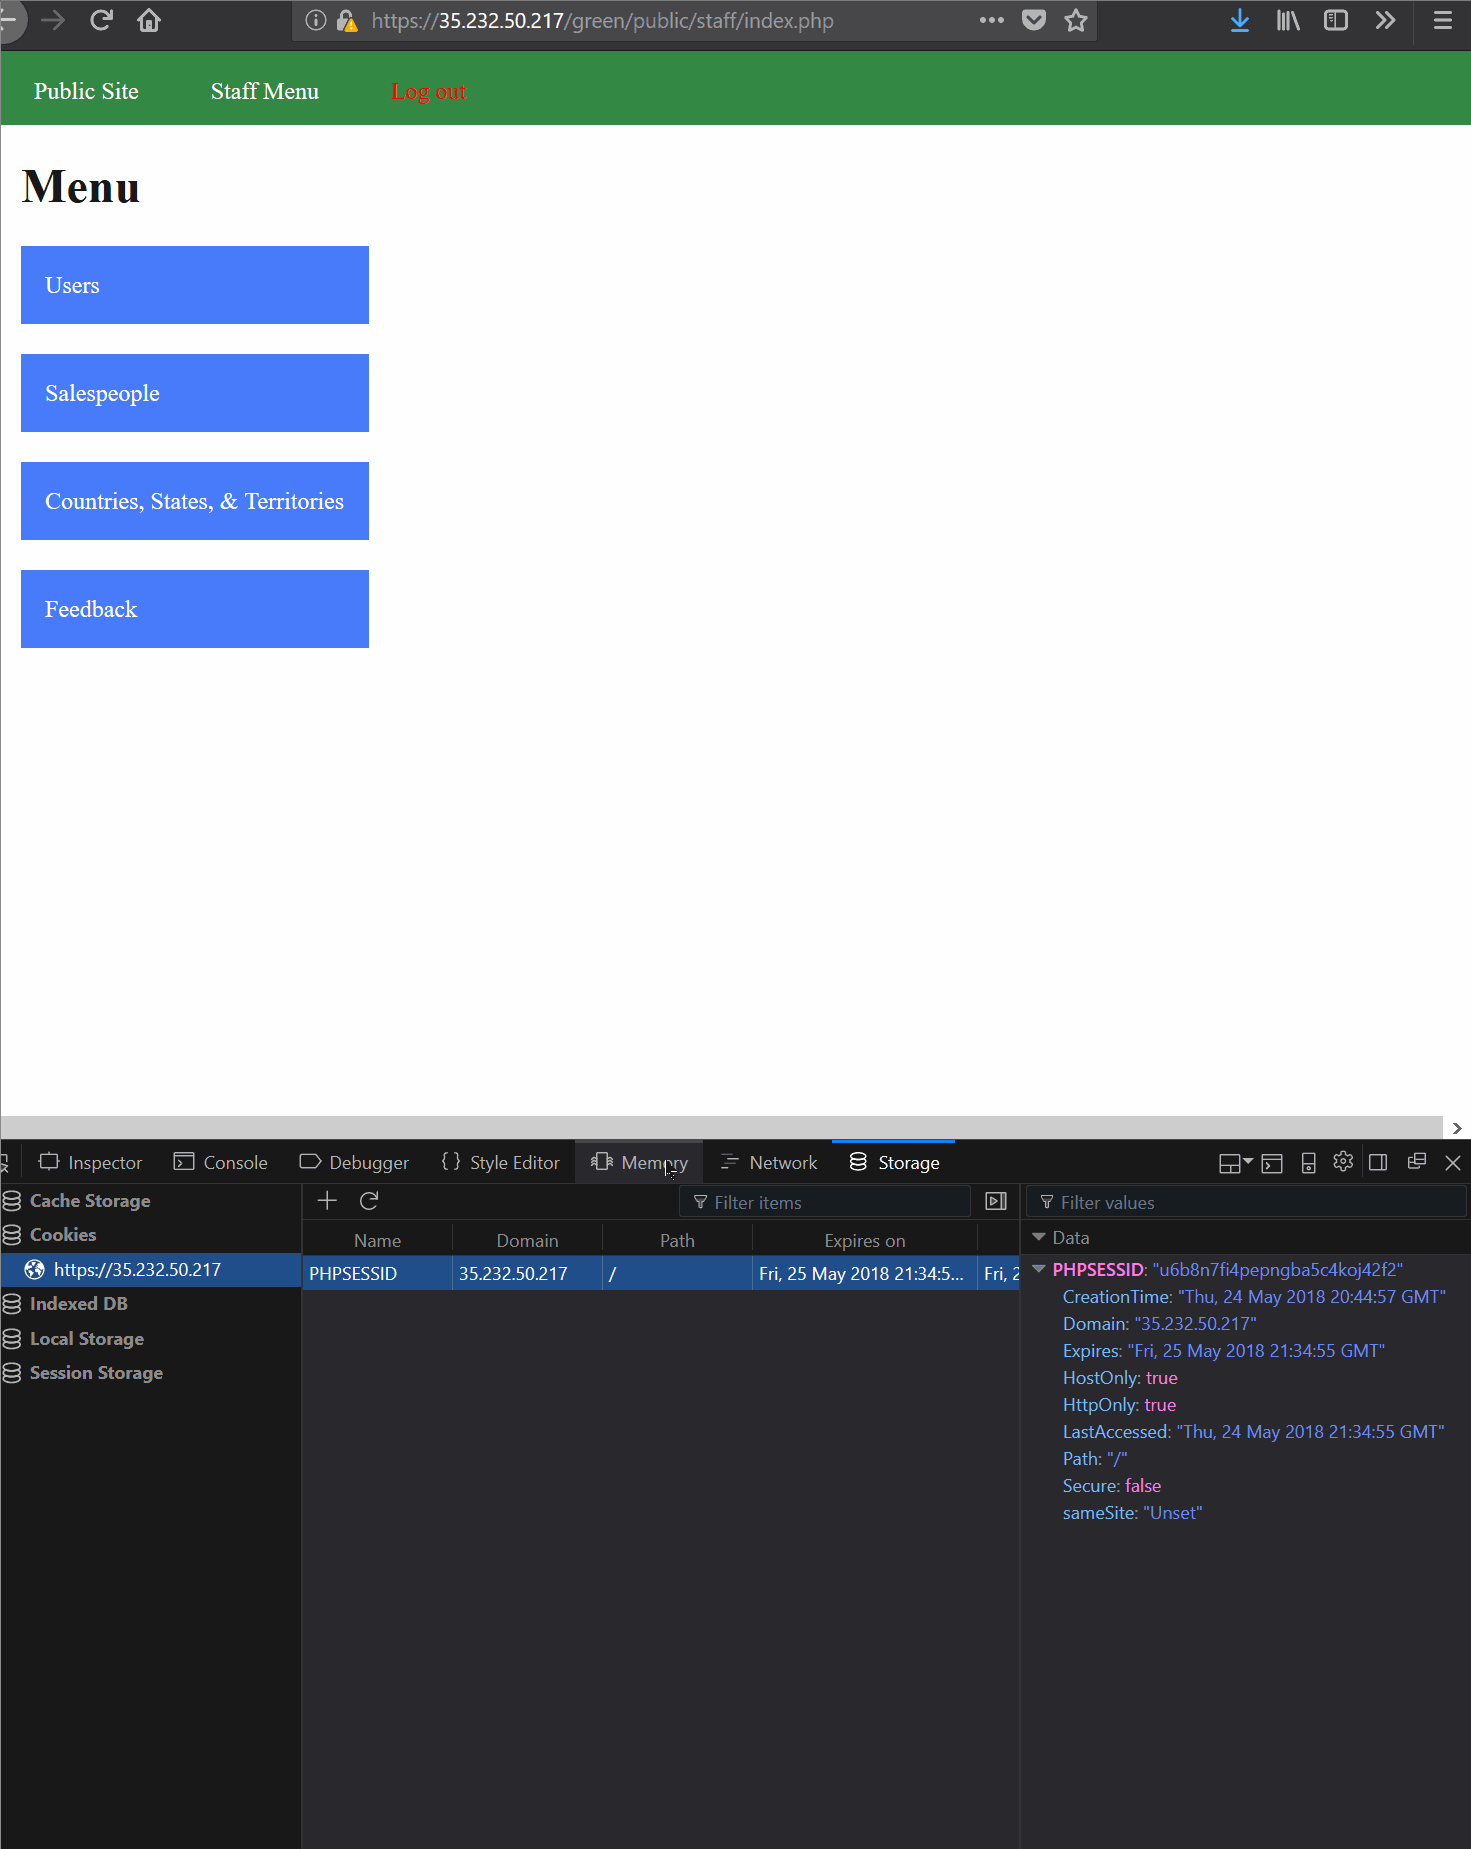 https://35.232.50.217/green/public/staff/index.php
Public Site Staff Menu Log out
Menu
Users
Salespeople
Countries, States, & Territories
Feedback
Inspector Console Debugger Style Editor Memory Network Storage
Cache Storage
Cookies
https://35.232.50.217
Indexed DB
Local Storage
Session Storage
Filter items
Name Domain Path Expires on
PHPSESSID 35.232.50.217 / Fri, 25 May 2018 21:34:5... Fri, 2
Filter values
Data
PHPSESSID: "u6b8n7fi4pepngba5c4koj42f2"
CreationTime: "Thu, 24 May 2018 20:44:57 GMT"
Domain: "35.232.50.217"
Expires: "Fri, 25 May 2018 21:34:55 GMT"
HostOnly: true
HttpOnly: true
LastAccessed: "Thu, 24 May 2018 21:34:55 GMT"
Path: "/"
Secure: false
sameSite: "Unset"